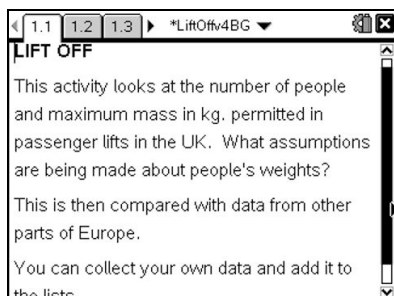 1.1 1.2 1.3 *LiftOffv4BG
LIFT OFF
This activity looks at the number of people
and maximum mass in kg. permitted in
passenger lifts in the UK. What assumptions
are being made about people's weights?
This is then compared with data from other
parts of Europe.
You can collect your own data and add it to
the lists